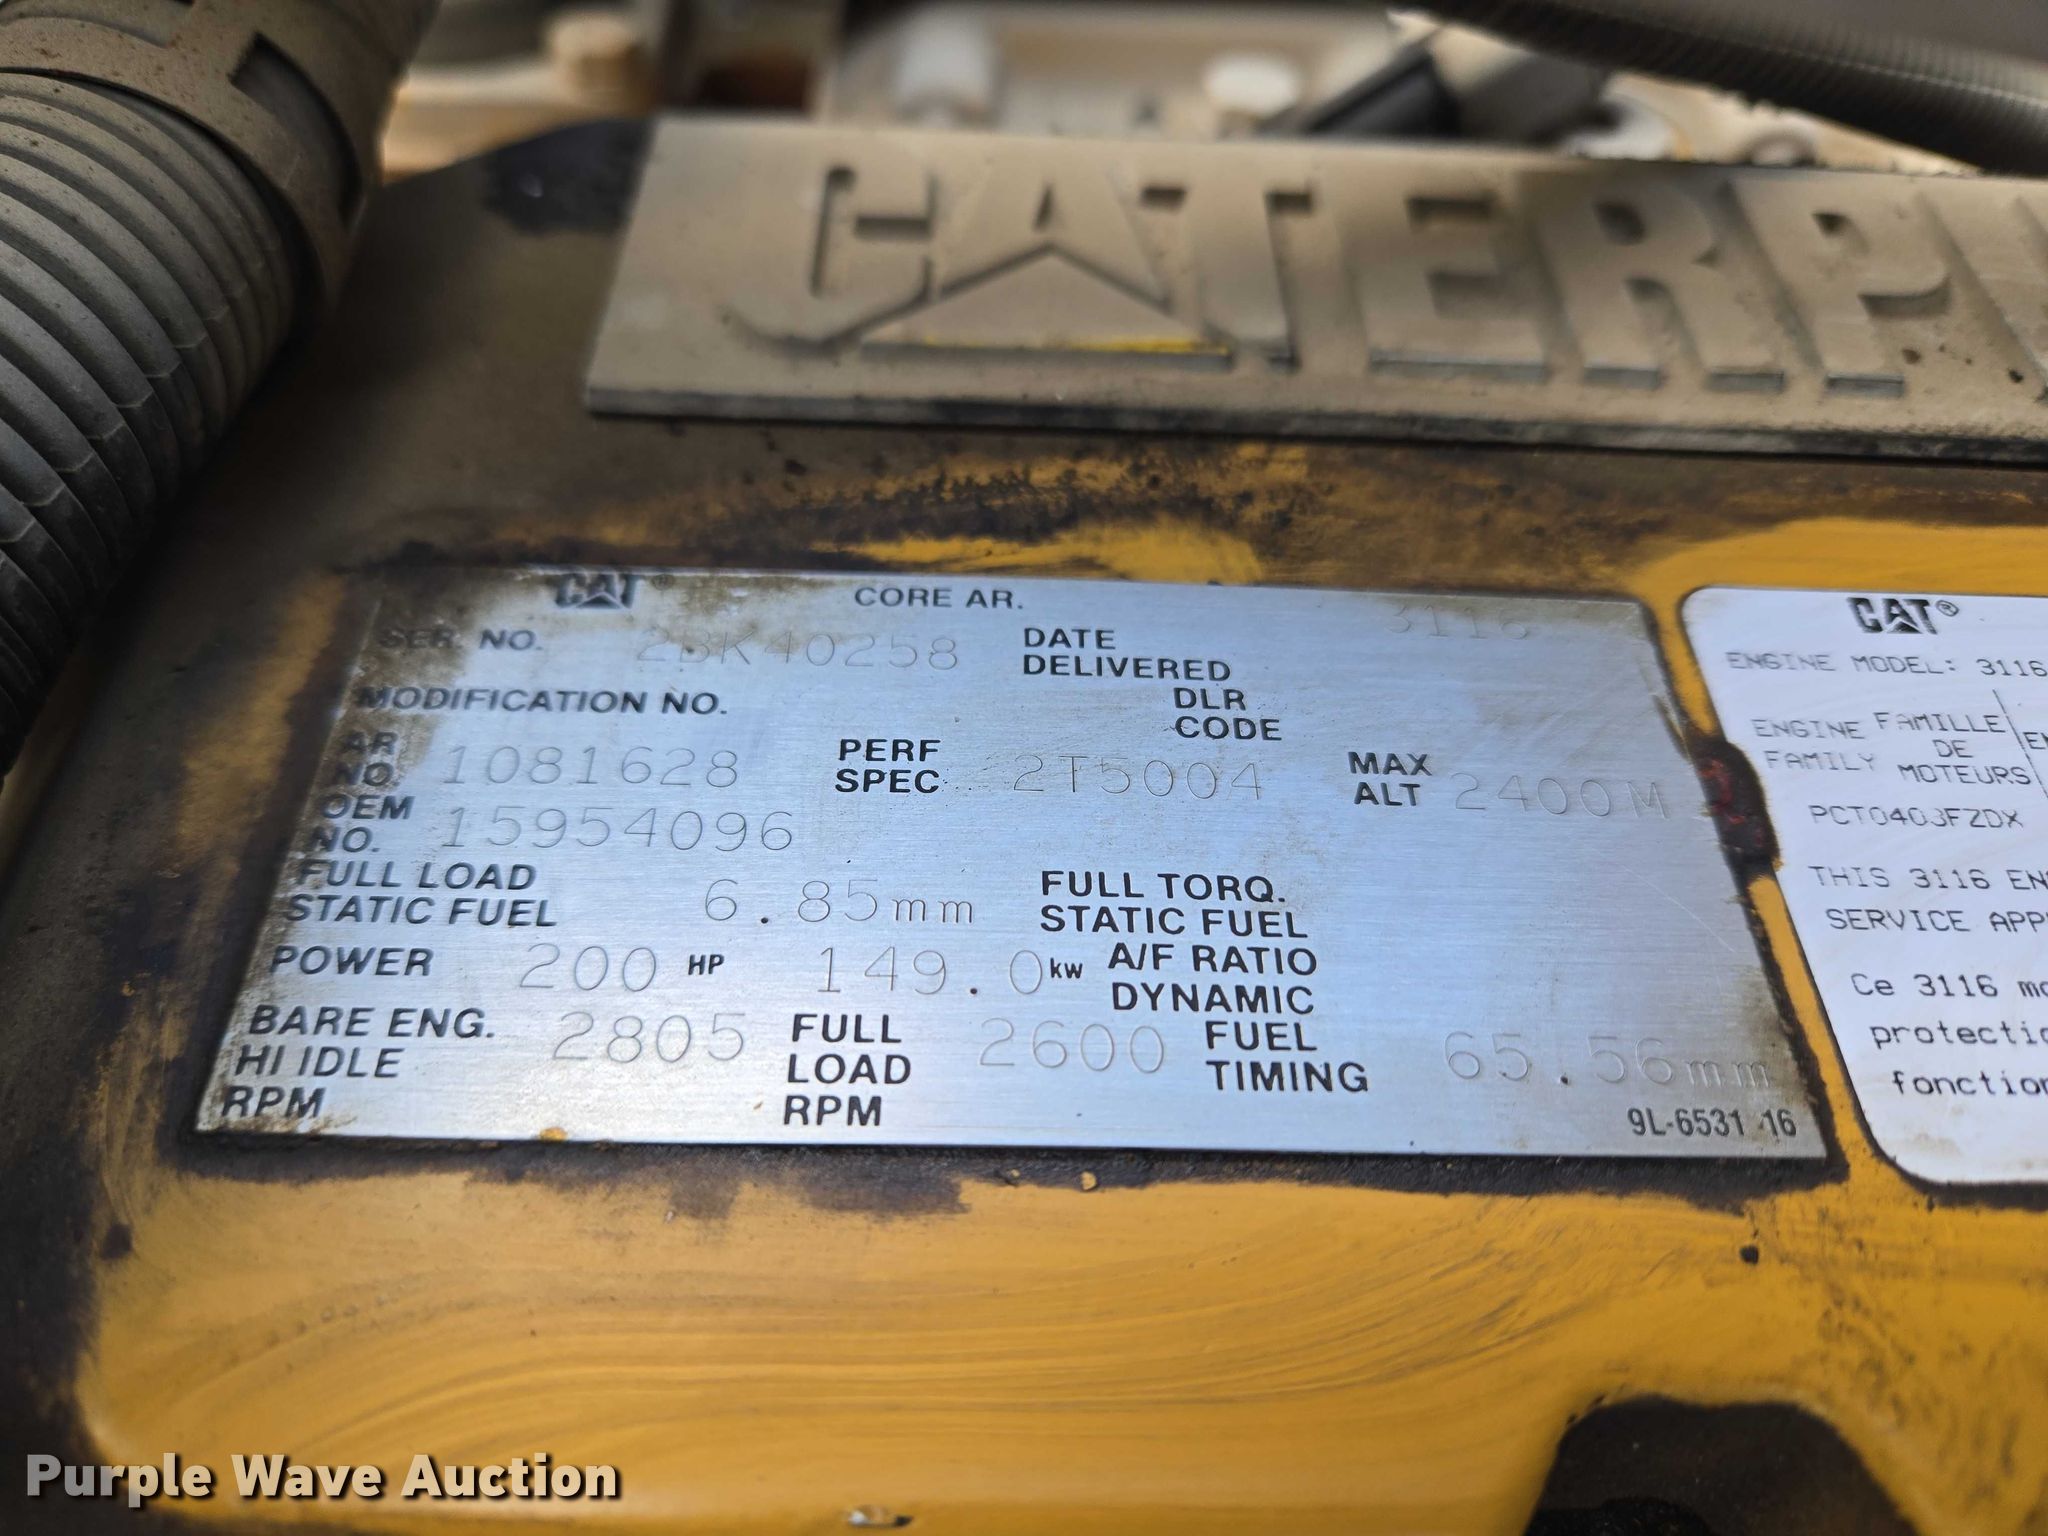 CATERP
CAT® CORE AR. 3116
SER. NO. 2BK40258 DATE DELIVERED
MODIFICATION NO. DLR CODE
AR NO. 1081628 PERF SPEC 2T5004 MAX ALT 2400M
OEM NO. 15954096
FULL LOAD STATIC FUEL 6.85mm FULL TORQ. STATIC FUEL
POWER 200 HP 149.0 kW A/F RATIO DYNAMIC
BARE ENG. HI IDLE RPM 2805 FULL LOAD RPM 2600 FUEL TIMING 65.56mm
9L-6531 16
CAT®
ENGINE MODEL: 3116
ENGINE FAMILY FAMILLE DE MOTEURS
PCT0403FZDX
THIS 3116 EN
SERVICE APP
Ce 3116 mo
protectio
fonction
Purple Wave Auction